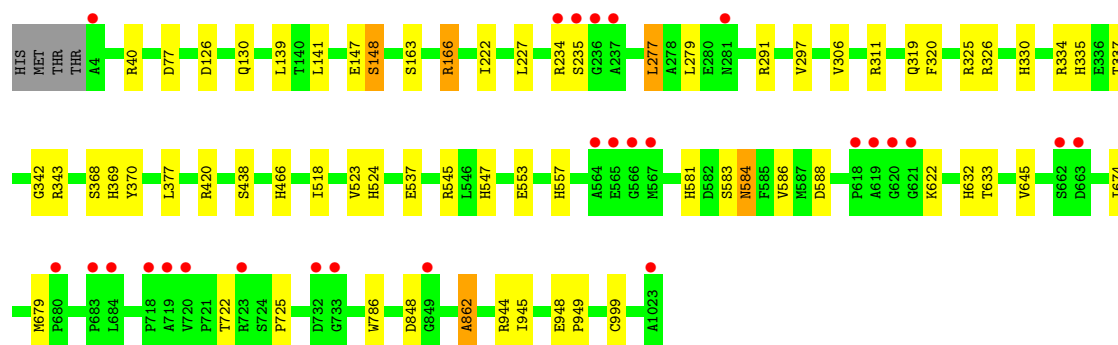 HIS MET THR THR A4 R40 D77 D126 Q130 L139 T140 L141 E147 S148 S163 R166 I222 L227 R234 S235 G236 A237 L277 A278 L279 E280 N281 R291 V297 V306 R311 Q319 F320 R325 R326 H330 R334 H335 E336 T337
G342 R343 S368 H369 Y370 L377 R420 S438 H466 I518 V523 H524 E537 R545 L546 H547 E553 H557 A564 E565 G566 M567 H581 D582 S583 N584 F585 V586 M587 D588 P618 A619 G620 G621 K622 H632 T633 V645 S662 D663 I674
M679 P680 P683 L684 P718 A719 V720 P721 T722 R723 S724 P725 D732 G733 W786 D848 G849 A862 R944 I945 E948 P949 C999 A1023